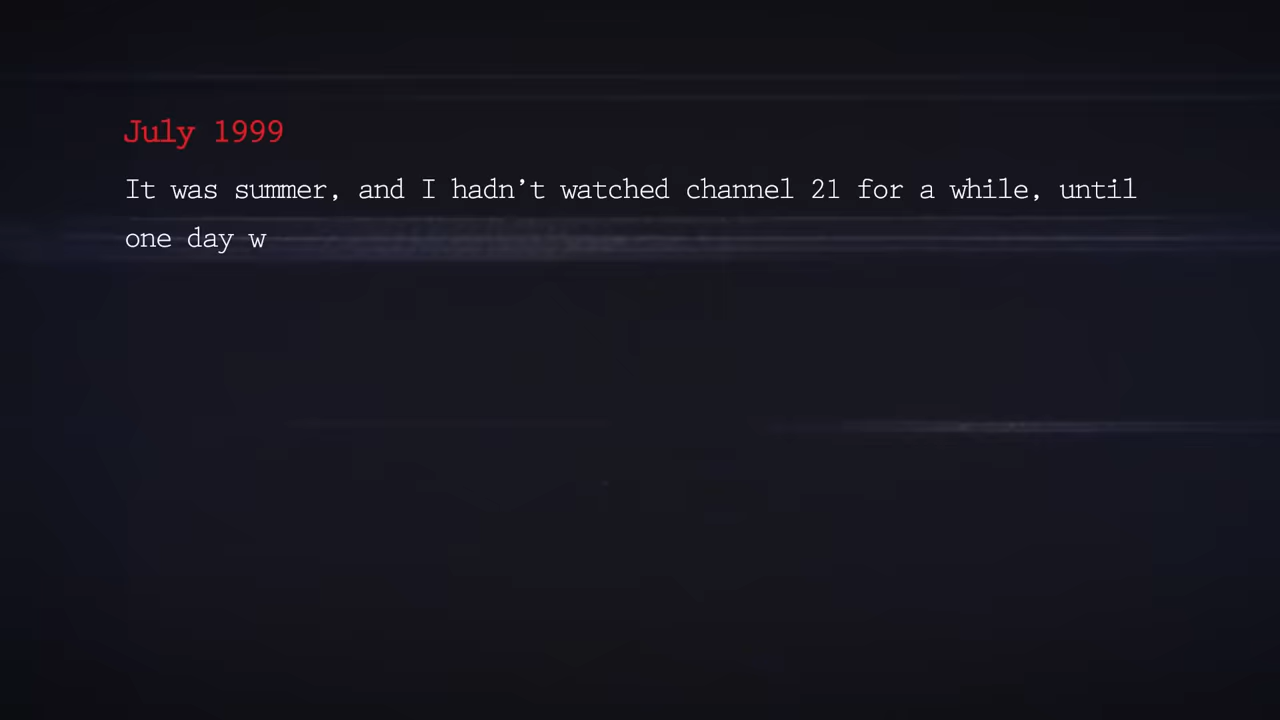 July 1999
It was summer, and I hadn’t watched channel 21 for a while, until
one day w